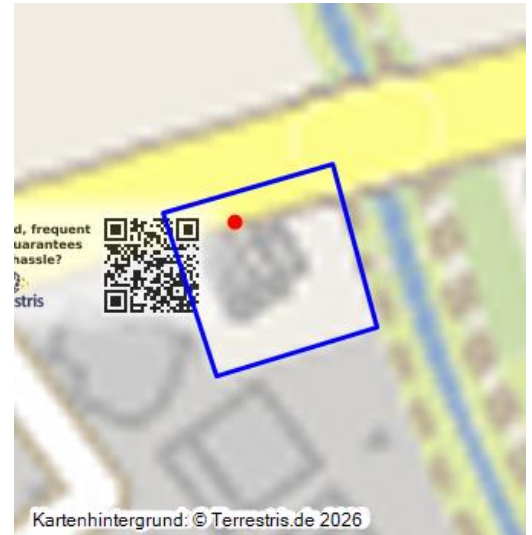 d, frequent
uarantees
hassle?
stris
Kartenhintergrund: © Terrestris.de 2026